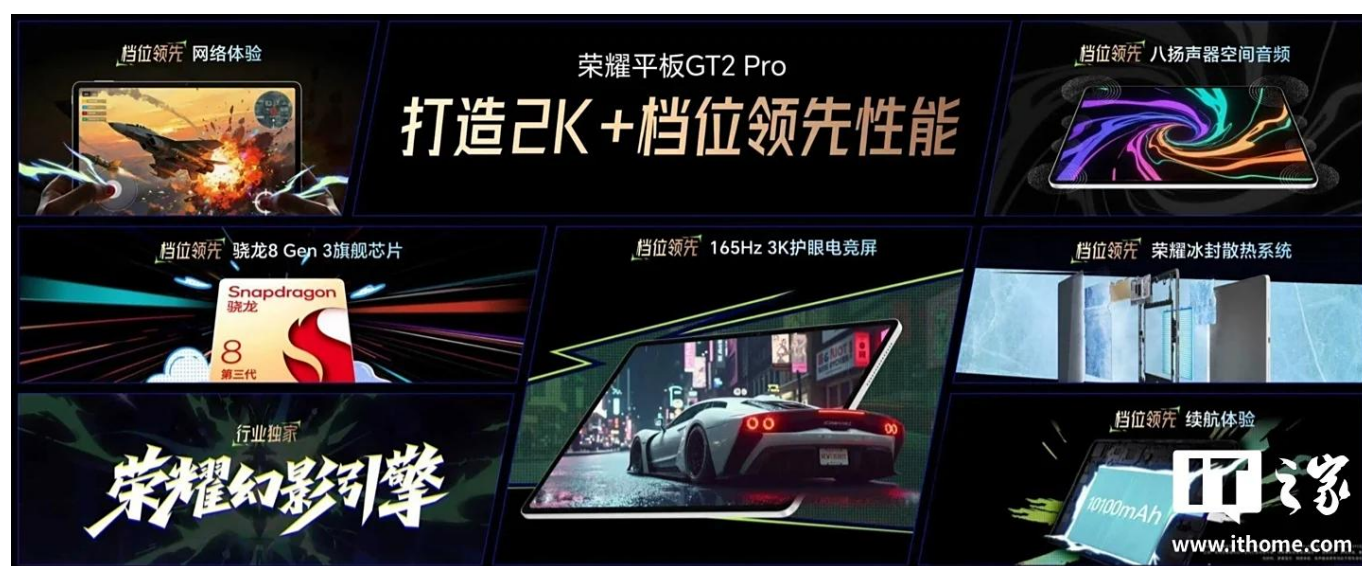 档位领先 网络体验
荣耀平板GT2 Pro
打造2K+档位领先性能
档位领先 八扬声器空间音频
档位领先 骁龙8 Gen 3旗舰芯片
Snapdragon
骁龙
8
第三代
档位领先 165Hz 3K护眼电竞屏
档位领先 荣耀冰封散热系统
行业独家
荣耀幻影引擎
档位领先 续航体验
10100mAh
IT之家
www.ithome.com